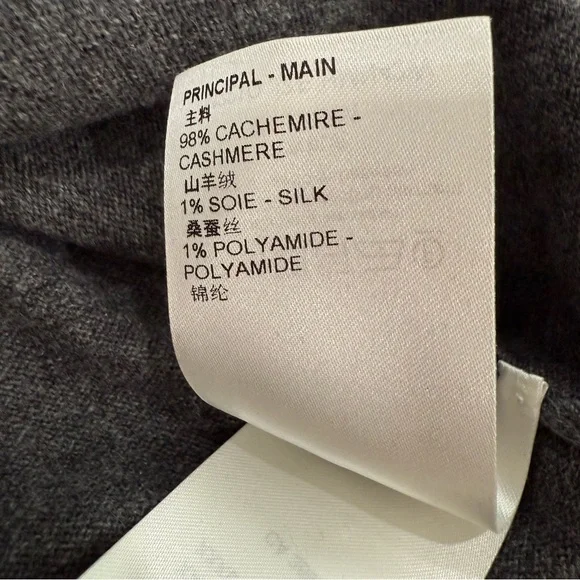 PRINCIPAL - MAIN
主料
98% CACHEMIRE -
CASHMERE
山羊绒
1% SOIE - SILK
桑蚕丝
1% POLYAMIDE -
POLYAMIDE
锦纶